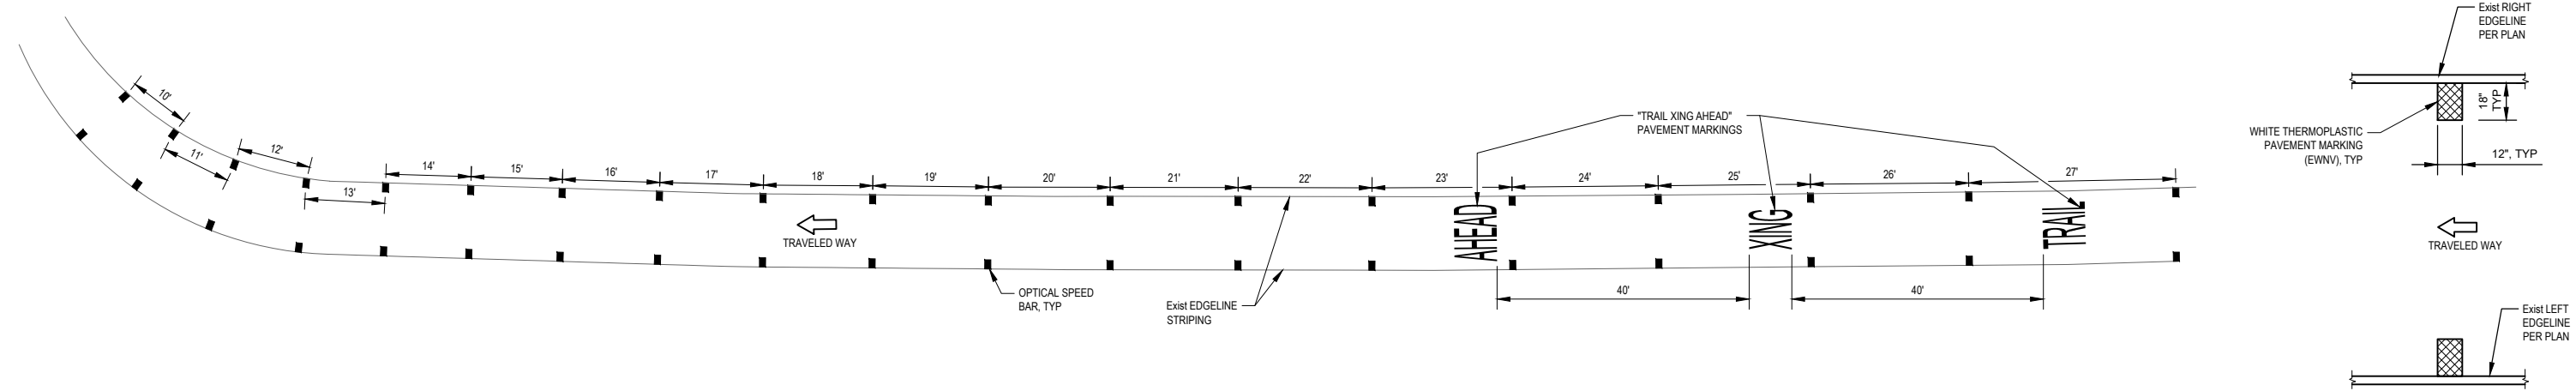 10'
11'
12'
13'
14'
15'
16'
17'
18'
19'
20'
21'
22'
23'
24'
25'
26'
27'
"TRAIL XING AHEAD"
PAVEMENT MARKINGS
TRAVELED WAY
AHEAD
XING
TRAIL
40'
40'
OPTICAL SPEED
BAR, TYP
Exist EDGELINE
STRIPING
Exist RIGHT
EDGELINE
PER PLAN
18"
TYP
WHITE THERMOPLASTIC
PAVEMENT MARKING
(EWNV), TYP
12", TYP
TRAVELED WAY
Exist LEFT
EDGELINE
PER PLAN